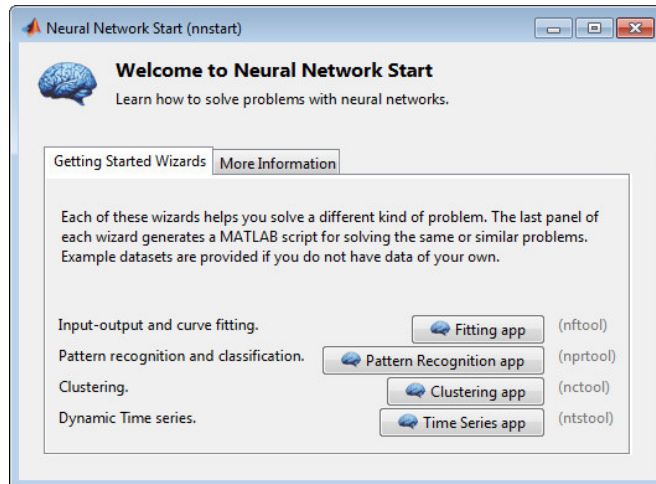 Neural Network Start (nnstart)
Welcome to Neural Network Start
Learn how to solve problems with neural networks.
Getting Started Wizards More Information
Each of these wizards helps you solve a different kind of problem. The last panel of
each wizard generates a MATLAB script for solving the same or similar problems.
Example datasets are provided if you do not have data of your own.
Input-output and curve fitting. Fitting app (nftool)
Pattern recognition and classification. Pattern Recognition app (nprtool)
Clustering. Clustering app (nctool)
Dynamic Time series. Time Series app (ntstool)